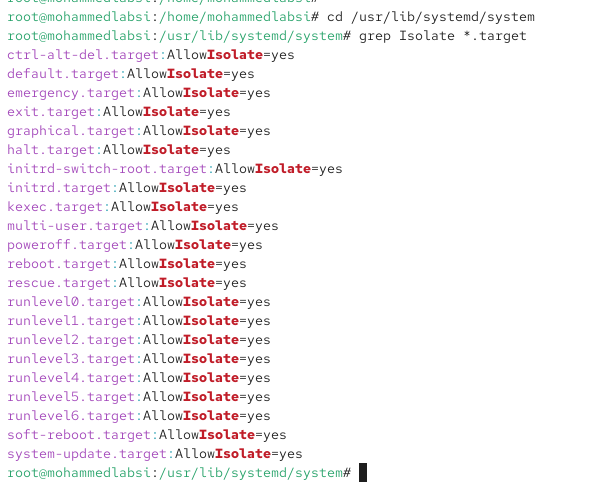 root@mohammedlabsi:/home/mohammedlabsi#
root@mohammedlabsi:/home/mohammedlabsi# cd /usr/lib/systemd/system
root@mohammedlabsi:/usr/lib/systemd/system# grep Isolate *.target
ctrl-alt-del.target:AllowIsolate=yes
default.target:AllowIsolate=yes
emergency.target:AllowIsolate=yes
exit.target:AllowIsolate=yes
graphical.target:AllowIsolate=yes
halt.target:AllowIsolate=yes
initrd-switch-root.target:AllowIsolate=yes
initrd.target:AllowIsolate=yes
kexec.target:AllowIsolate=yes
multi-user.target:AllowIsolate=yes
poweroff.target:AllowIsolate=yes
reboot.target:AllowIsolate=yes
rescue.target:AllowIsolate=yes
runlevel0.target:AllowIsolate=yes
runlevel1.target:AllowIsolate=yes
runlevel2.target:AllowIsolate=yes
runlevel3.target:AllowIsolate=yes
runlevel4.target:AllowIsolate=yes
runlevel5.target:AllowIsolate=yes
runlevel6.target:AllowIsolate=yes
soft-reboot.target:AllowIsolate=yes
system-update.target:AllowIsolate=yes
root@mohammedlabsi:/usr/lib/systemd/system#